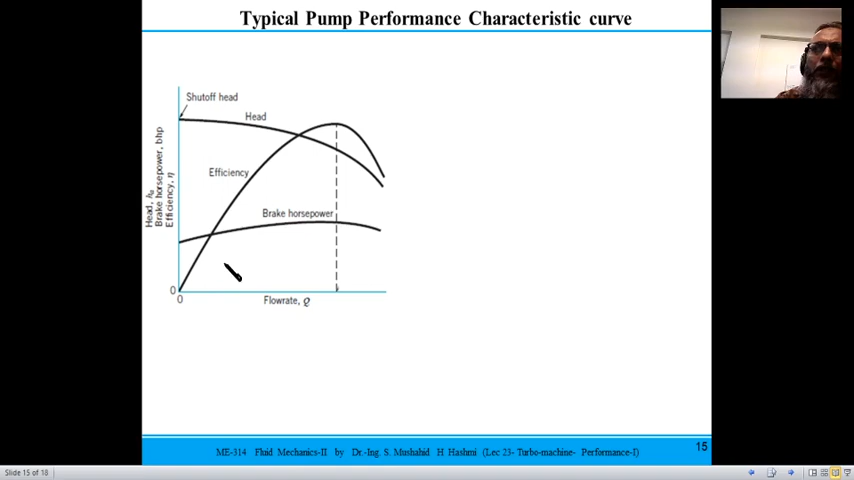 Typical Pump Performance Characteristic curve
Shutoff head
Head
Efficiency
Brake horsepower
Head, hₐ
Brake horsepower, bhp
Efficiency, η
0
0
Flowrate, Q
ME-314 Fluid Mechanics-II by Dr.-Ing. S. Mushahid H Hashmi (Lec 23- Turbo-machine- Performance-I)
15
Slide 15 of 18